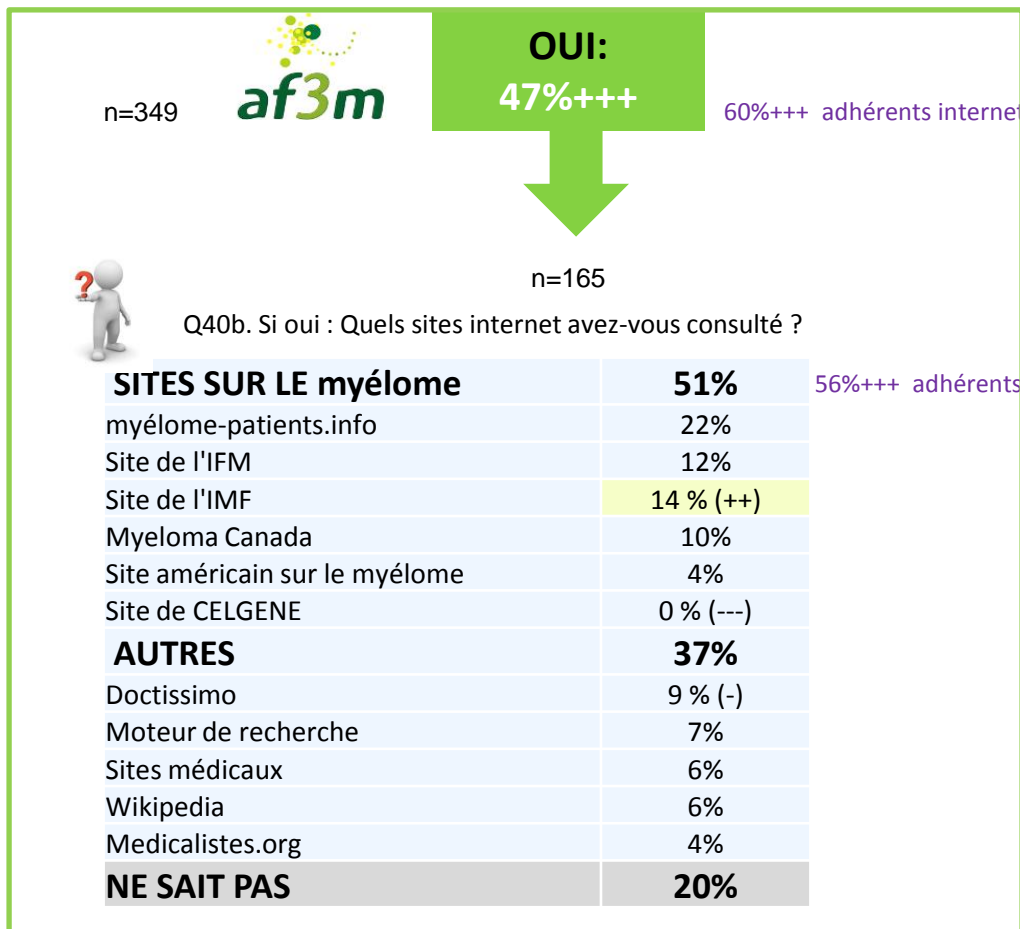 OUI:
n=349
af3m
47%+++
60%+++ adhérents internet
n=165
?
Q40b. Si oui : Quels sites internet avez-vous consulté ?
SITES SUR LE myélome 51%
56%+++ adhérents
myélome-patients.info 22%
Site de l'IFM 12%
Site de l'IMF 14 % (++)
Myeloma Canada 10%
Site américain sur le myélome 4%
Site de CELGENE 0 % (---)
AUTRES 37%
Doctissimo 9 % (-)
Moteur de recherche 7%
Sites médicaux 6%
Wikipedia 6%
Medicalistes.org 4%
NE SAIT PAS 20%